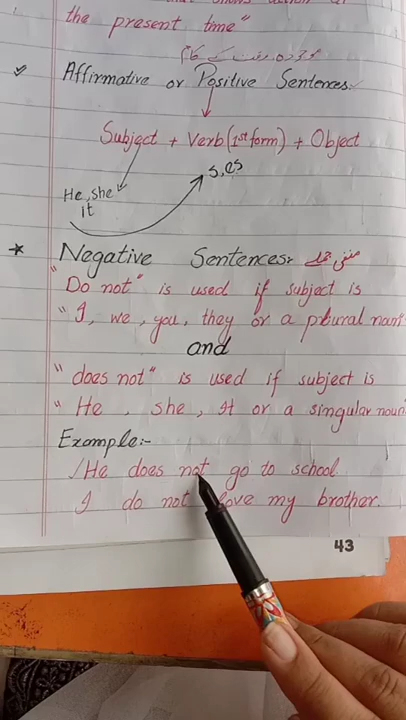 the present time"
Affirmative or Positive Sentences:-
Subject + Verb (1st form) + Object
s, es
He, she
it
* Negative Sentences:- منفی جملے
"Do not" is used if subject is
"I, we, you, they or a plural noun"
and
"does not" is used if subject is
"He, she, It or a singular noun
Example:-
He does not go to school.
I do not love my brother.
43